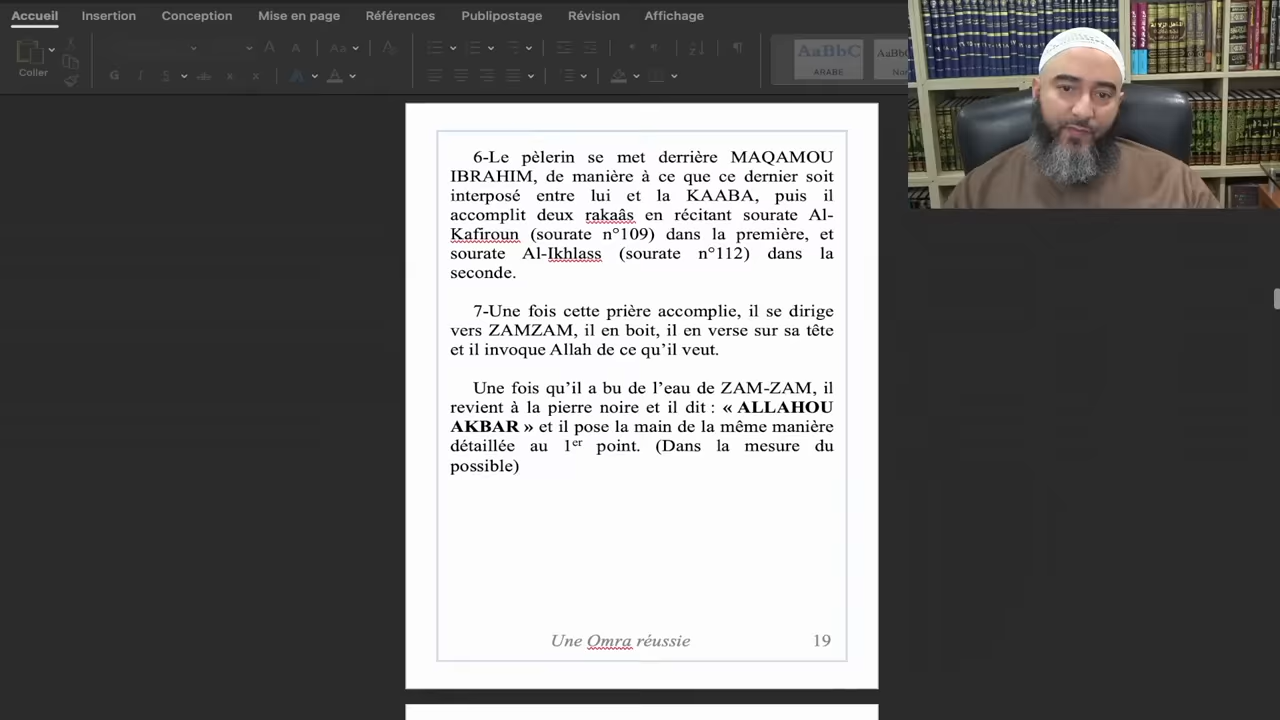 Accueil Insertion Conception Mise en page Références Publipostage Révision Affichage
Coller
Aa
G I S
A A
AaBbC
ARABE
AaBbC
Nor
6-Le pèlerin se met derrière MAQAMOU
IBRAHIM, de manière à ce que ce dernier soit
interposé entre lui et la KAABA, puis il
accomplit deux rakaâs en récitant sourate Al-
Kafiroun (sourate n°109) dans la première, et
sourate Al-Ikhlass (sourate n°112) dans la
seconde.
7-Une fois cette prière accomplie, il se dirige
vers ZAMZAM, il en boit, il en verse sur sa tête
et il invoque Allah de ce qu’il veut.
Une fois qu’il a bu de l’eau de ZAM-ZAM, il
revient à la pierre noire et il dit : « ALLAHOU
AKBAR » et il pose la main de la même manière
détaillée au 1er point. (Dans la mesure du
possible)
Une Omra réussie 19